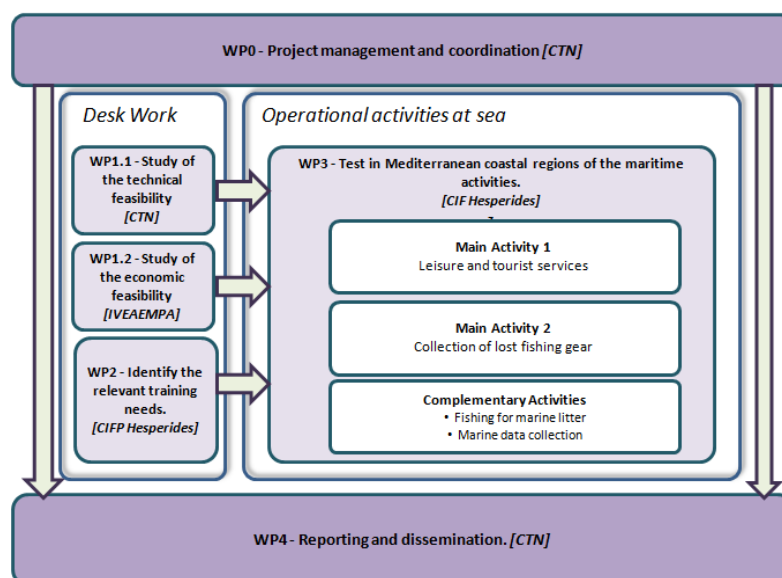 WP0 - Project management and coordination [CTN]
Desk Work
WP1.1 - Study of
the technical
feasibility
[CTN]
WP1.2 - Study of
the economic
feasibility
[IVEAEMPA]
WP2 - Identify the
relevant training
needs.
[CIFP Hesperides]
Operational activities at sea
WP3 - Test in Mediterranean coastal regions of the maritime
activities.
[CIF Hesperides]
Main Activity 1
Leisure and tourist services
Main Activity 2
Collection of lost fishing gear
Complementary Activities
• Fishing for marine litter
• Marine data collection
WP4 - Reporting and dissemination. [CTN]